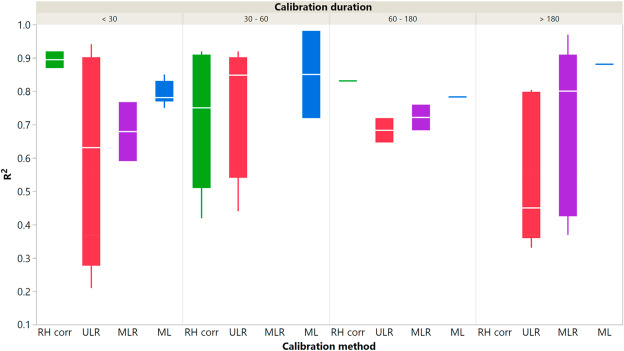 Calibration duration
< 30 30 - 60 60 - 180 > 180
1.0
0.9
0.8
0.7
0.6
0.5
0.4
0.3
0.2
0.1
R²
RH corr ULR MLR ML RH corr ULR MLR ML RH corr ULR MLR ML RH corr ULR MLR ML
Calibration method